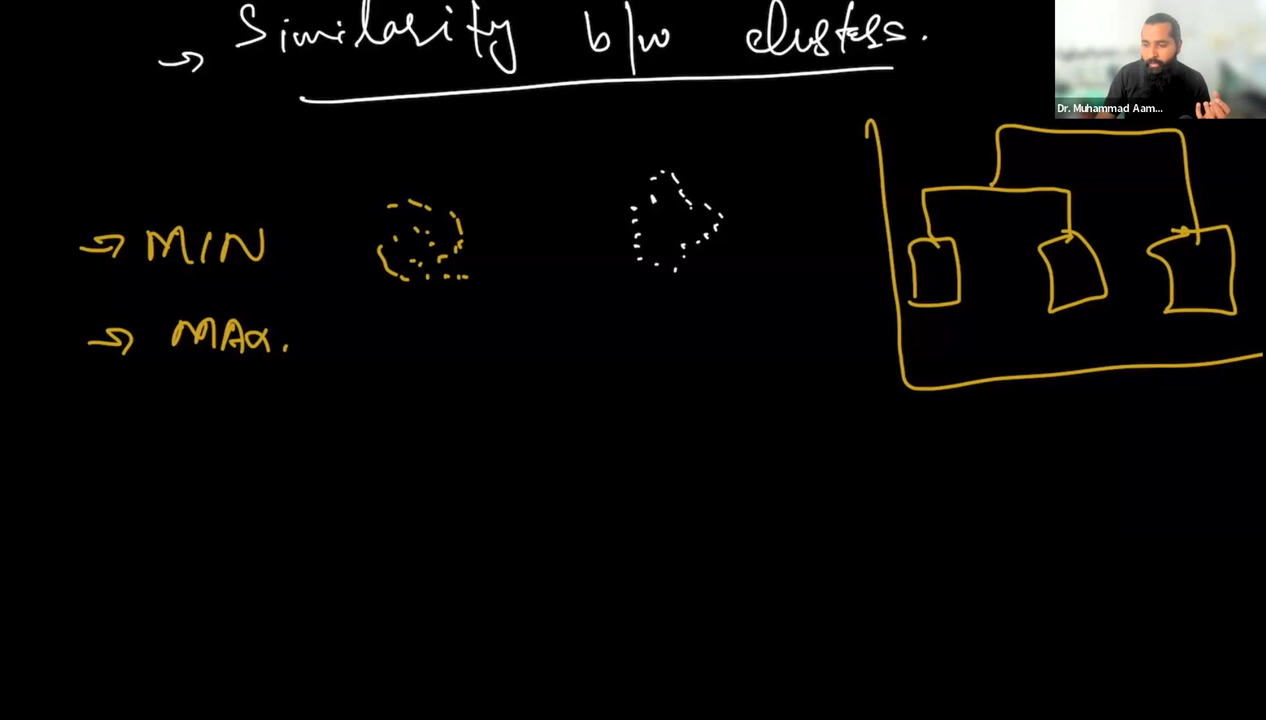 → Similarity b/w clusters.
Dr. Muhammad Aam...
→ MIN
→ MAX.